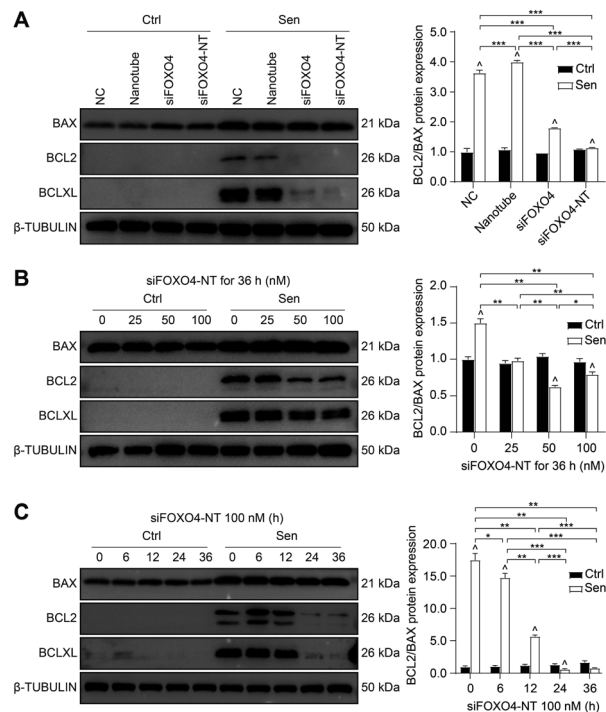 A
Ctrl
Sen
NC
Nanotube
siFOXO4
siFOXO4-NT
NC
Nanotube
siFOXO4
siFOXO4-NT
BAX
21 kDa
BCL2
26 kDa
BCLXL
26 kDa
β-TUBULIN
50 kDa
BCL2/BAX protein expression
5.0
4.0
3.0
2.0
1.0
0.0
***
***
***
*** *** ***
^ ^ ^ ^
Ctrl
Sen
NC
Nanotube
siFOXO4
siFOXO4-NT
B
siFOXO4-NT for 36 h (nM)
Ctrl
Sen
0 25 50 100 0 25 50 100
BAX
21 kDa
BCL2
26 kDa
BCLXL
26 kDa
β-TUBULIN
50 kDa
BCL2/BAX protein expression
2.0
1.5
1.0
0.5
0.0
**
**
**
** ** *
^ ^ ^
Ctrl
Sen
0 25 50 100
siFOXO4-NT for 36 h (nM)
C
siFOXO4-NT 100 nM (h)
Ctrl
Sen
0 6 12 24 36 0 6 12 24 36
BAX
21 kDa
BCL2
26 kDa
BCLXL
26 kDa
β-TUBULIN
50 kDa
BCL2/BAX protein expression
20.0
15.0
10.0
5.0
0.0
**
**
** ***
* ***
***
** ***
^ ^ ^ ^
Ctrl
Sen
0 6 12 24 36
siFOXO4-NT 100 nM (h)